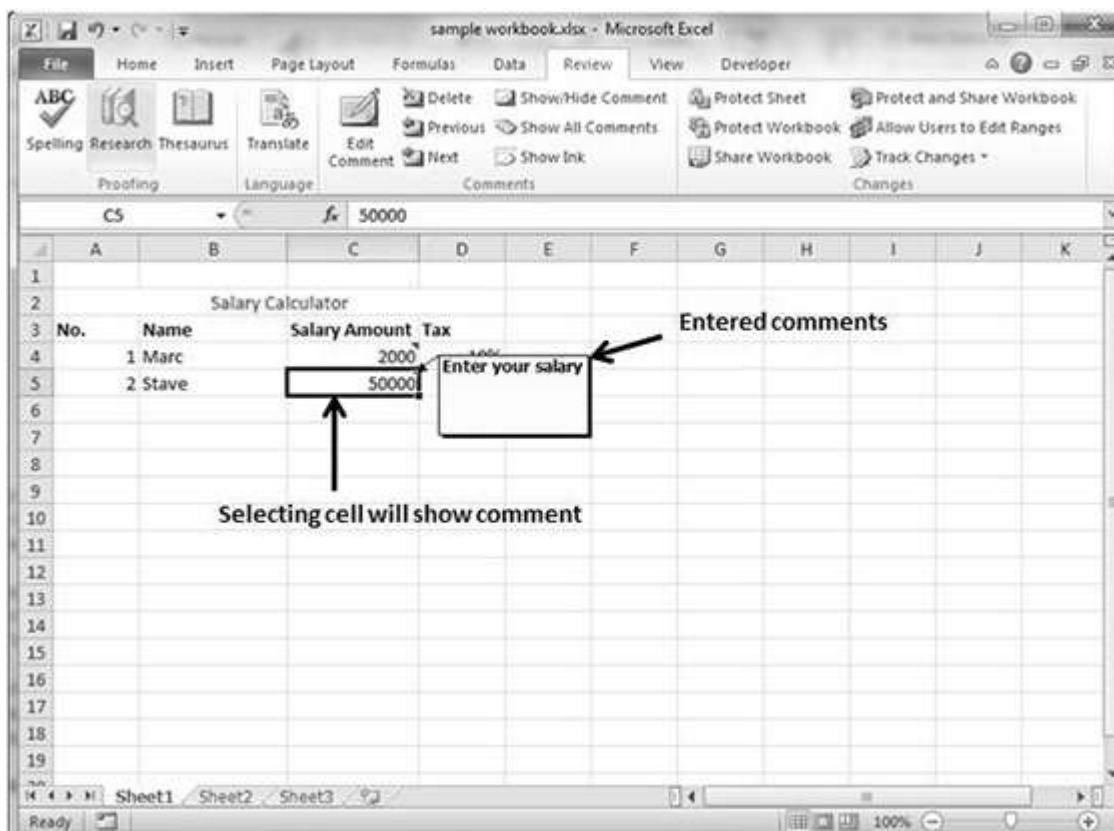 sample workbook.xlsx - Microsoft Excel
File Home Insert Page Layout Formulas Data Review View Developer
ABC Delete Show/Hide Comment Protect Sheet Protect and Share Workbook
Previous Show All Comments Protect Workbook Allow Users to Edit Ranges
Spelling Research Thesaurus Translate Edit Comment Next Show Ink Share Workbook Track Changes
Proofing Language Comments Changes
C5 fx 50000
A B C D E F G H I J K
1
2 Salary Calculator
3 No. Name Salary Amount Tax Entered comments
4 1 Marc 2000 10%
Enter your salary
5 2 Stave 50000
6
7
8
9
10 Selecting cell will show comment
11
12
13
14
15
16
17
18
19
Sheet1 Sheet2 Sheet3
Ready 100%